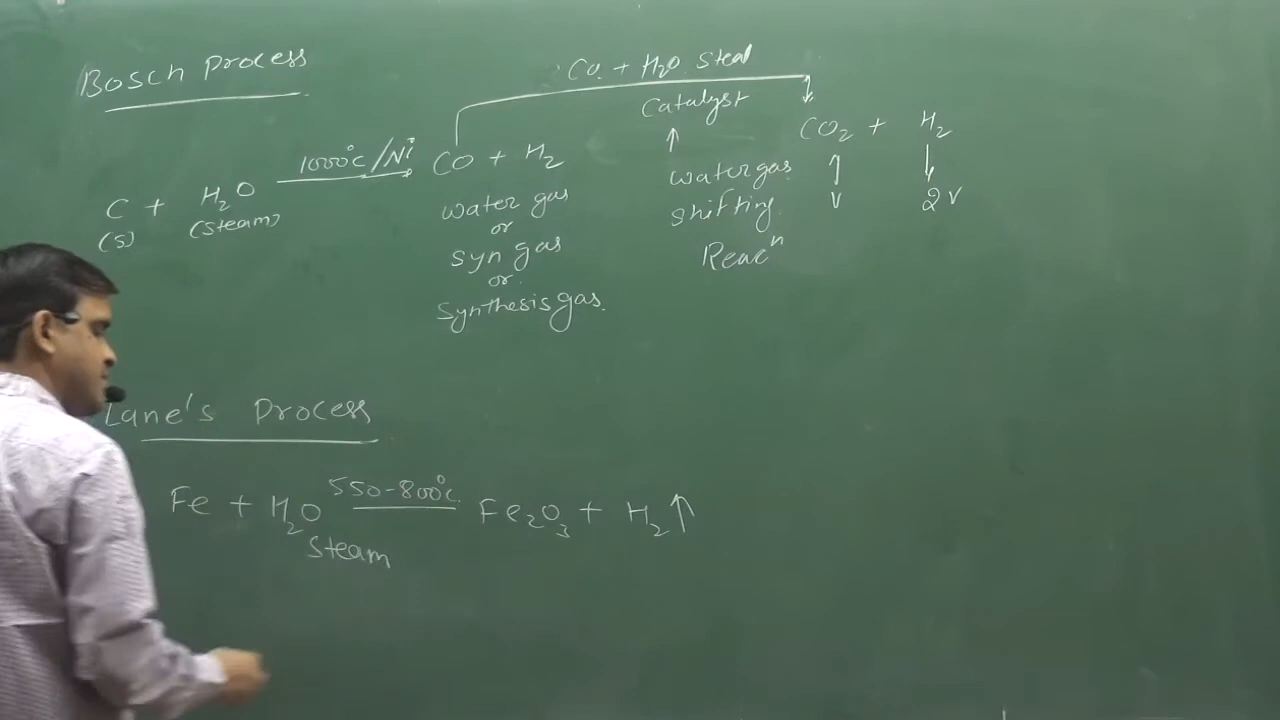 Bosch Process
Co + H2O Steal
Catalyst
C + H2O 1000°C/Ni CO + H2
(S) (Steam)
water gas
or
syn gas
or
Synthesis gas.
water gas
shifting
Reacn
CO2 + H2
V 2V
Lane's Process
Fe + H2O 550-800°C. Fe2O3 + H2↑
Steam